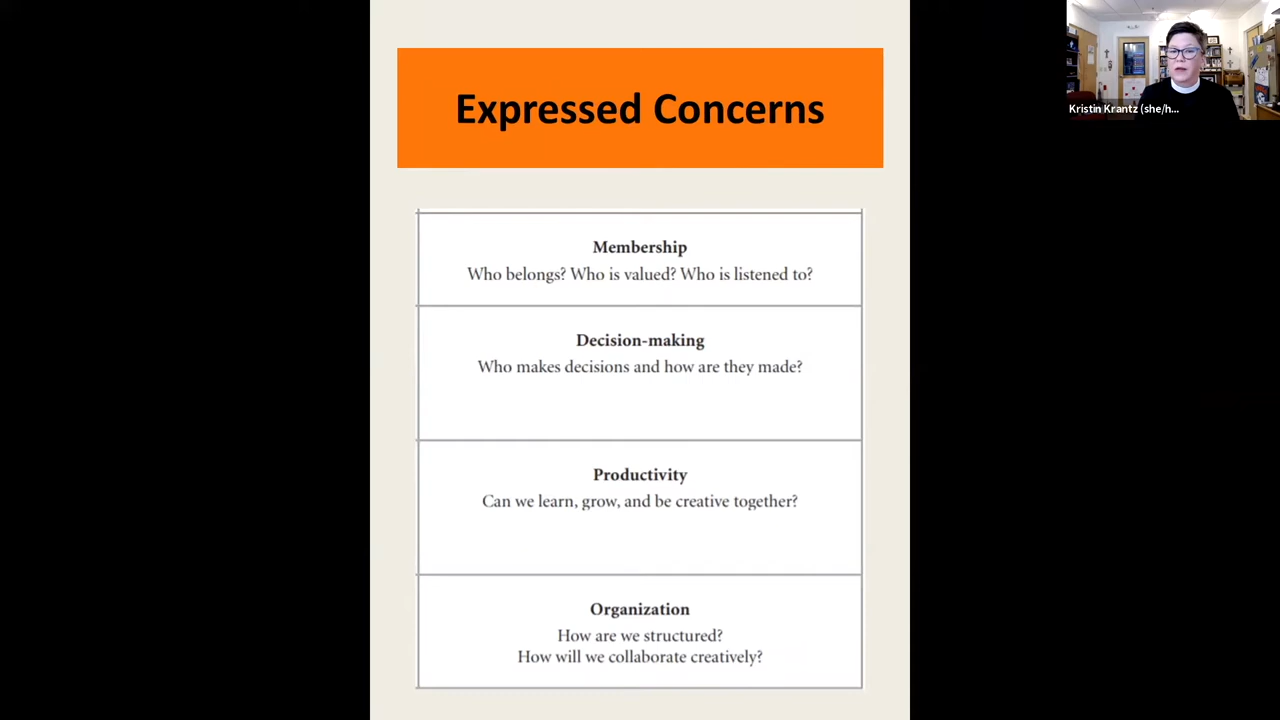 Expressed Concerns
Kristin Krantz (she/h...
Membership
Who belongs? Who is valued? Who is listened to?
Decision-making
Who makes decisions and how are they made?
Productivity
Can we learn, grow, and be creative together?
Organization
How are we structured?
How will we collaborate creatively?